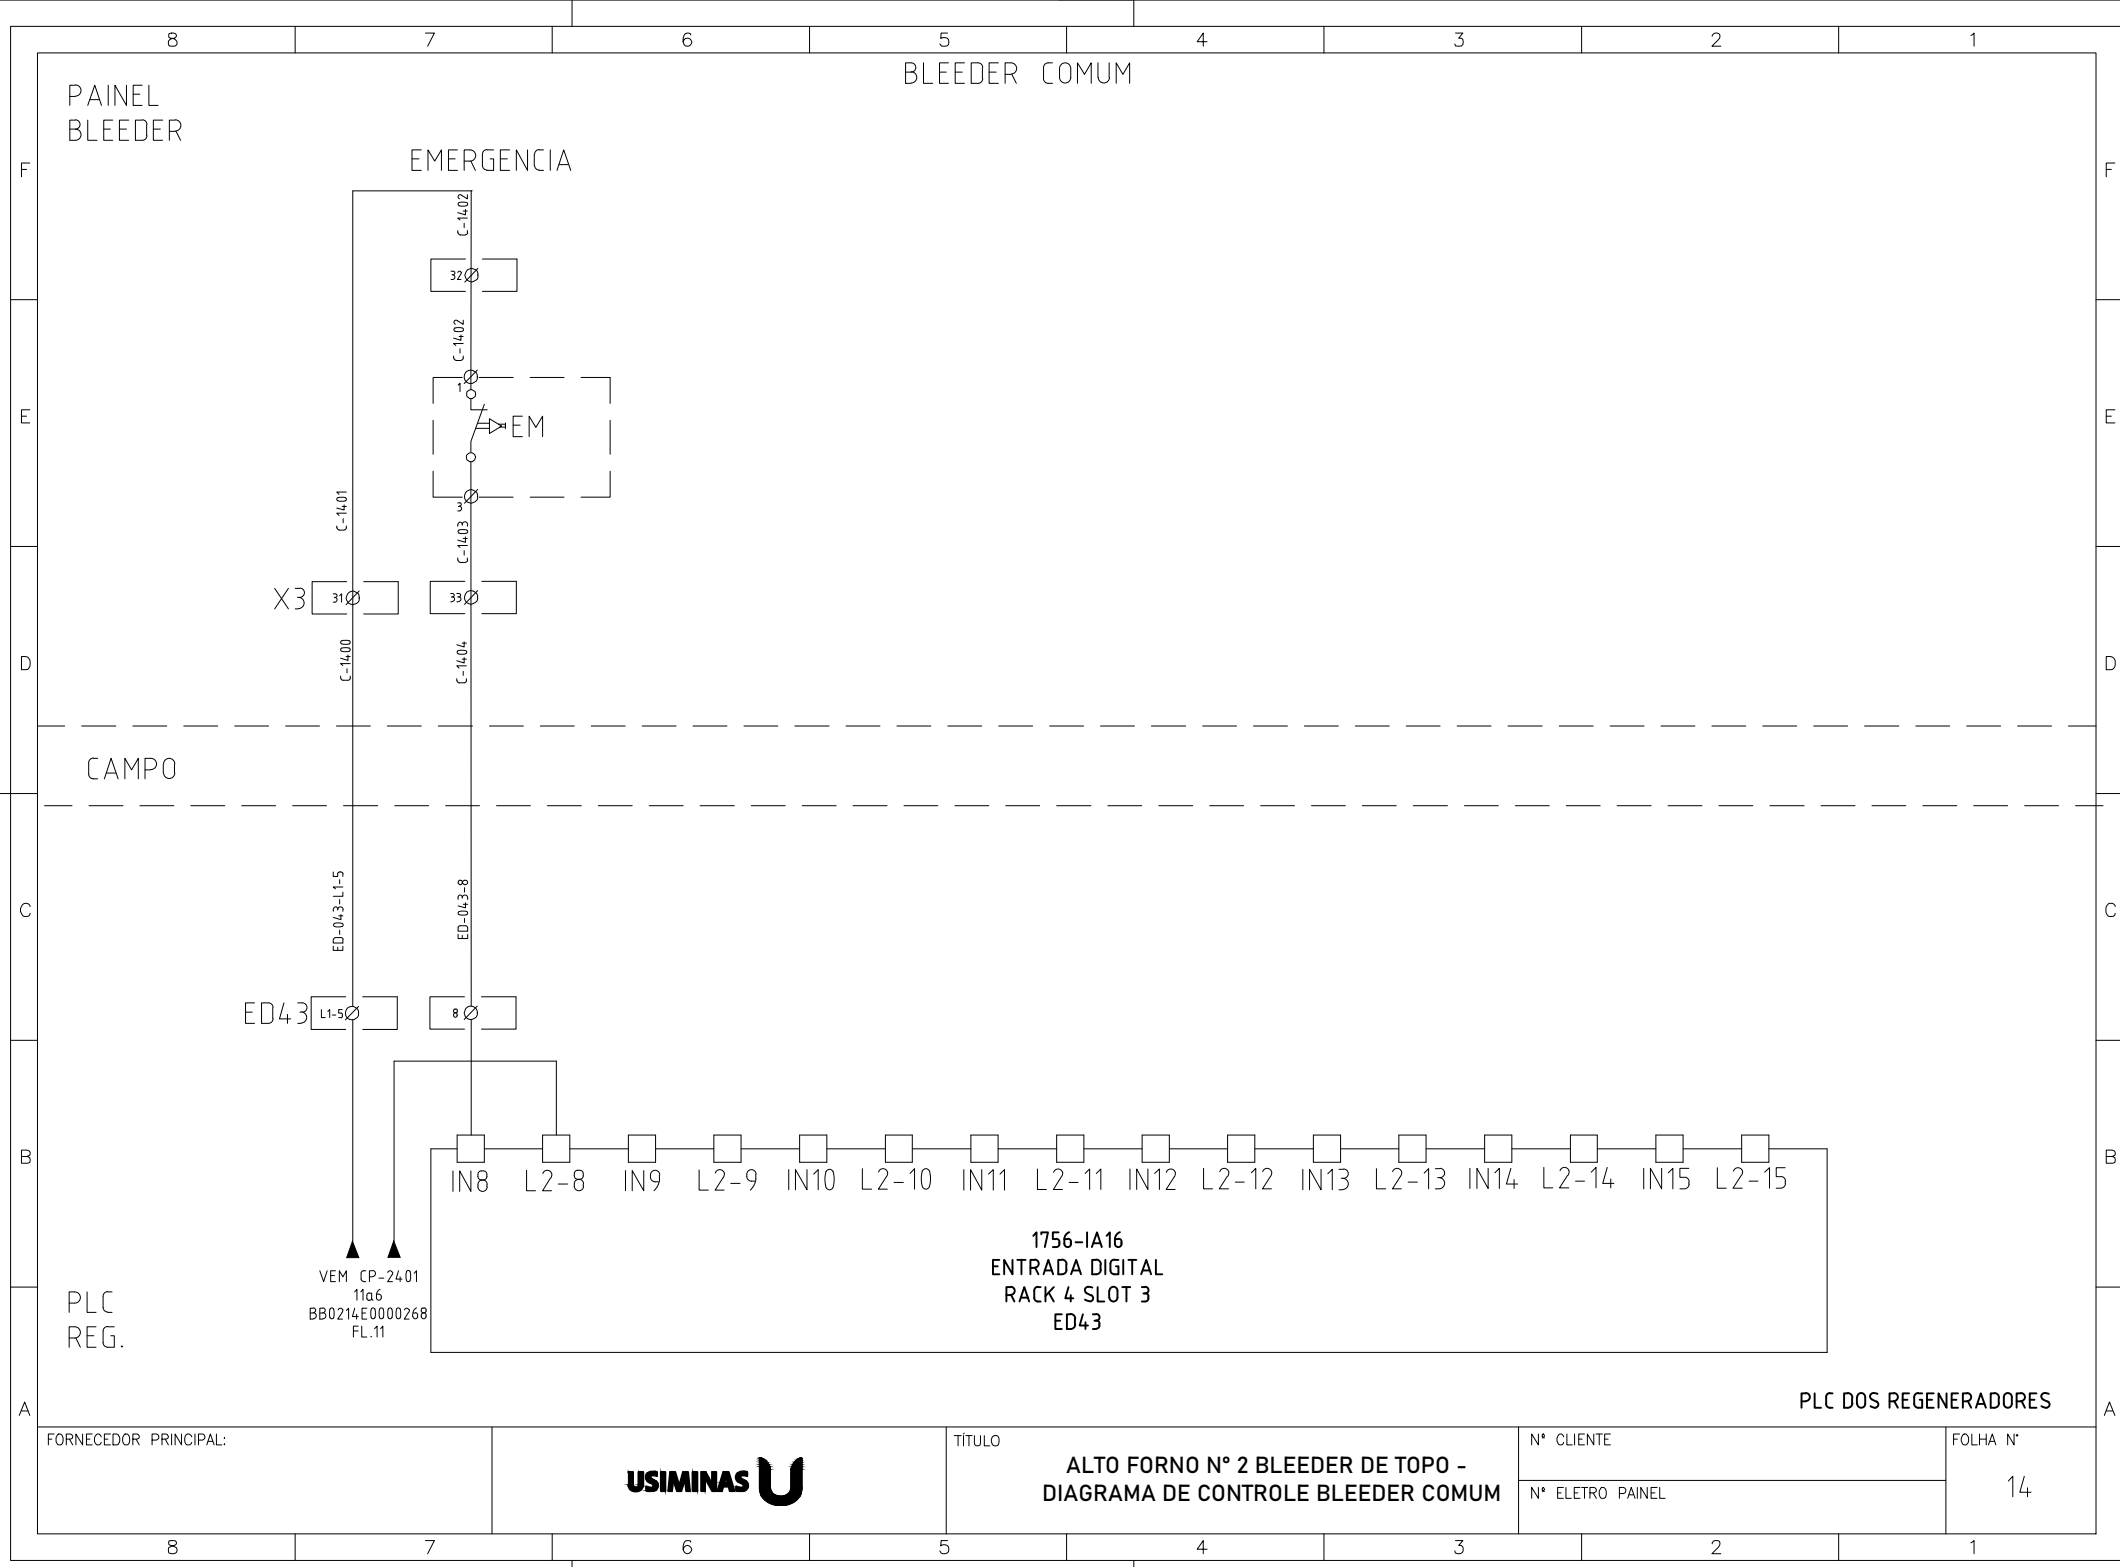 8 7 6 5 4 3 2 1
BLEEDER COMUM
PAINEL
BLEEDER
EMERGENCIA
F F
C-1402
32
C-1402
1
E E
EM
3
C-1401
C-1403
X3 31 33
C-1400
C-1404
D D
CAMPO
ED-043-L1-5
ED-043-8
C C
ED43 L1-5 8
B B
IN8 L2-8 IN9 L2-9 IN10 L2-10 IN11 L2-11 IN12 L2-12 IN13 L2-13 IN14 L2-14 IN15 L2-15
1756-IA16
ENTRADA DIGITAL
RACK 4 SLOT 3
ED43
VEM CP-2401
11a6
BB0214E0000268
FL.11
PLC
REG.
PLC DOS REGENERADORES
A A
FORNECEDOR PRINCIPAL:
USIMINAS
TÍTULO
ALTO FORNO N° 2 BLEEDER DE TOPO -
DIAGRAMA DE CONTROLE BLEEDER COMUM
N° CLIENTE
N° ELETRO PAINEL
FOLHA N°
14
8 7 6 5 4 3 2 1